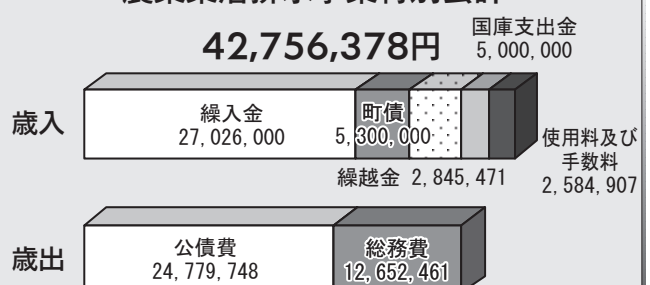 42,756,378円
国庫支出金
5,000,000
歳入
繰入金
27,026,000
町債
5,300,000
使用料及び
手数料
2,584,907
繰越金 2,845,471
歳出
公債費
24,779,748
総務費
12,652,461